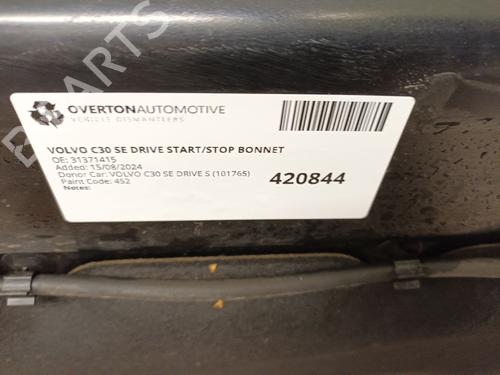 OVERTONAUTOMOTIVE
VEHICLE DISMANTLERS
VOLVO C30 SE DRIVE START/STOP BONNET
OE: 31371415
Added: 15/08/2024
Donor Car: VOLVO C30 SE DRIVE S (101765)
Paint Code: 452
Notes:
420844
B PARTS